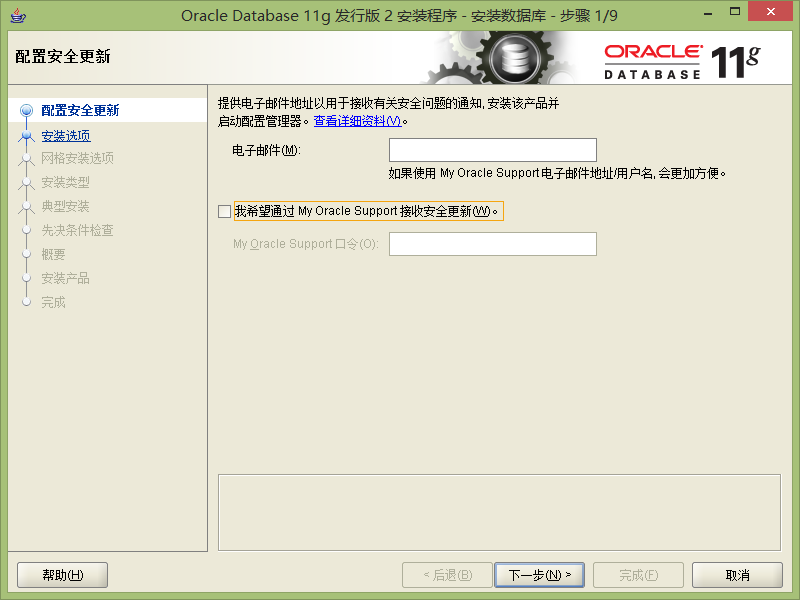 Oracle Database 11g 发行版 2 安装程序 - 安装数据库 - 步骤 1/9
配置安全更新
ORACLE
DATABASE
11g
配置安全更新
安装选项
网格安装选项
安装类型
典型安装
先决条件检查
概要
安装产品
完成
提供电子邮件地址以用于接收有关安全问题的通知, 安装该产品并
启动配置管理器。查看详细资料(V)。
电子邮件(M):
如果使用 My Oracle Support 电子邮件地址/用户名, 会更加方便。
我希望通过 My Oracle Support 接收安全更新(W)。
My Oracle Support 口令(O):
帮助(H)
< 后退(B)
下一步(N) >
完成(F)
取消